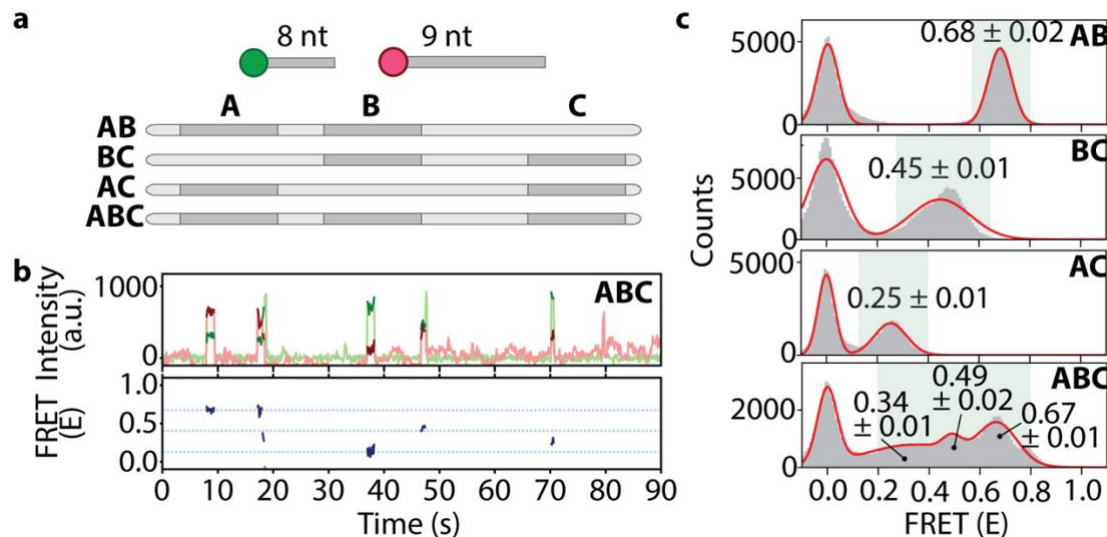 a
8 nt
9 nt
A
B
C
AB
BC
AC
ABC
b
Intensity
(a.u.)
1000
0
ABC
FRET
(E)
1.0
0.5
0.0
0 10 20 30 40 50 60 70 80 90
Time (s)
c
Counts
5000
0
0.68 ± 0.02
AB
5000
0
0.45 ± 0.01
BC
5000
0
0.25 ± 0.01
AC
2000
0
0.34
± 0.01
0.49
± 0.02
0.67
± 0.01
ABC
0.0 0.2 0.4 0.6 0.8 1.0
FRET (E)